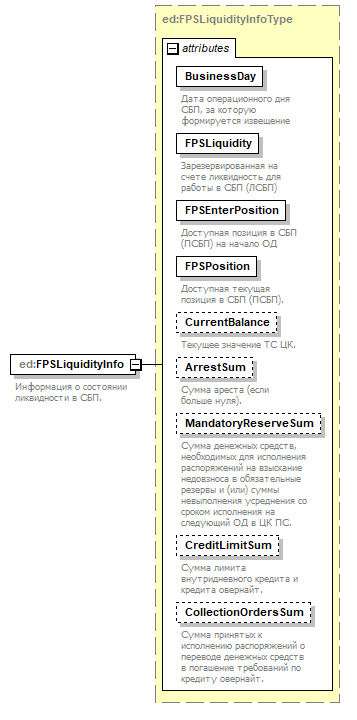 ed:FPSLiquidityInfoType
attributes
BusinessDay
Дата операционного дня
СБП, за которую
формируется извещение
FPSLiquidity
Зарезервированная на
счете ликвидность для
работы в СБП (ЛСБП)
FPSEnterPosition
Доступная позиция в СБП
(ПСБП) на начало ОД
FPSPosition
Доступная текущая
позиция в СБП (ПСБП).
CurrentBalance
Текущее значение ТС ЦК.
ed:FPSLiquidityInfo
Информация о состоянии
ликвидности в СБП.
ArrestSum
Сумма ареста (если
больше нуля).
MandatoryReserveSum
Сумма денежных средств,
необходимых для исполнения
распоряжений на взыскание
недовзноса в обязательные
резервы и (или) суммы
невыполнения усреднения со
сроком исполнения на
следующий ОД в ЦК ПС.
CreditLimitSum
Сумма лимита
внутридневного кредита и
кредита овернайт.
CollectionOrdersSum
Сумма принятых к
исполнению распоряжений о
переводе денежных средств
в погашение требований по
кредиту овернайт.